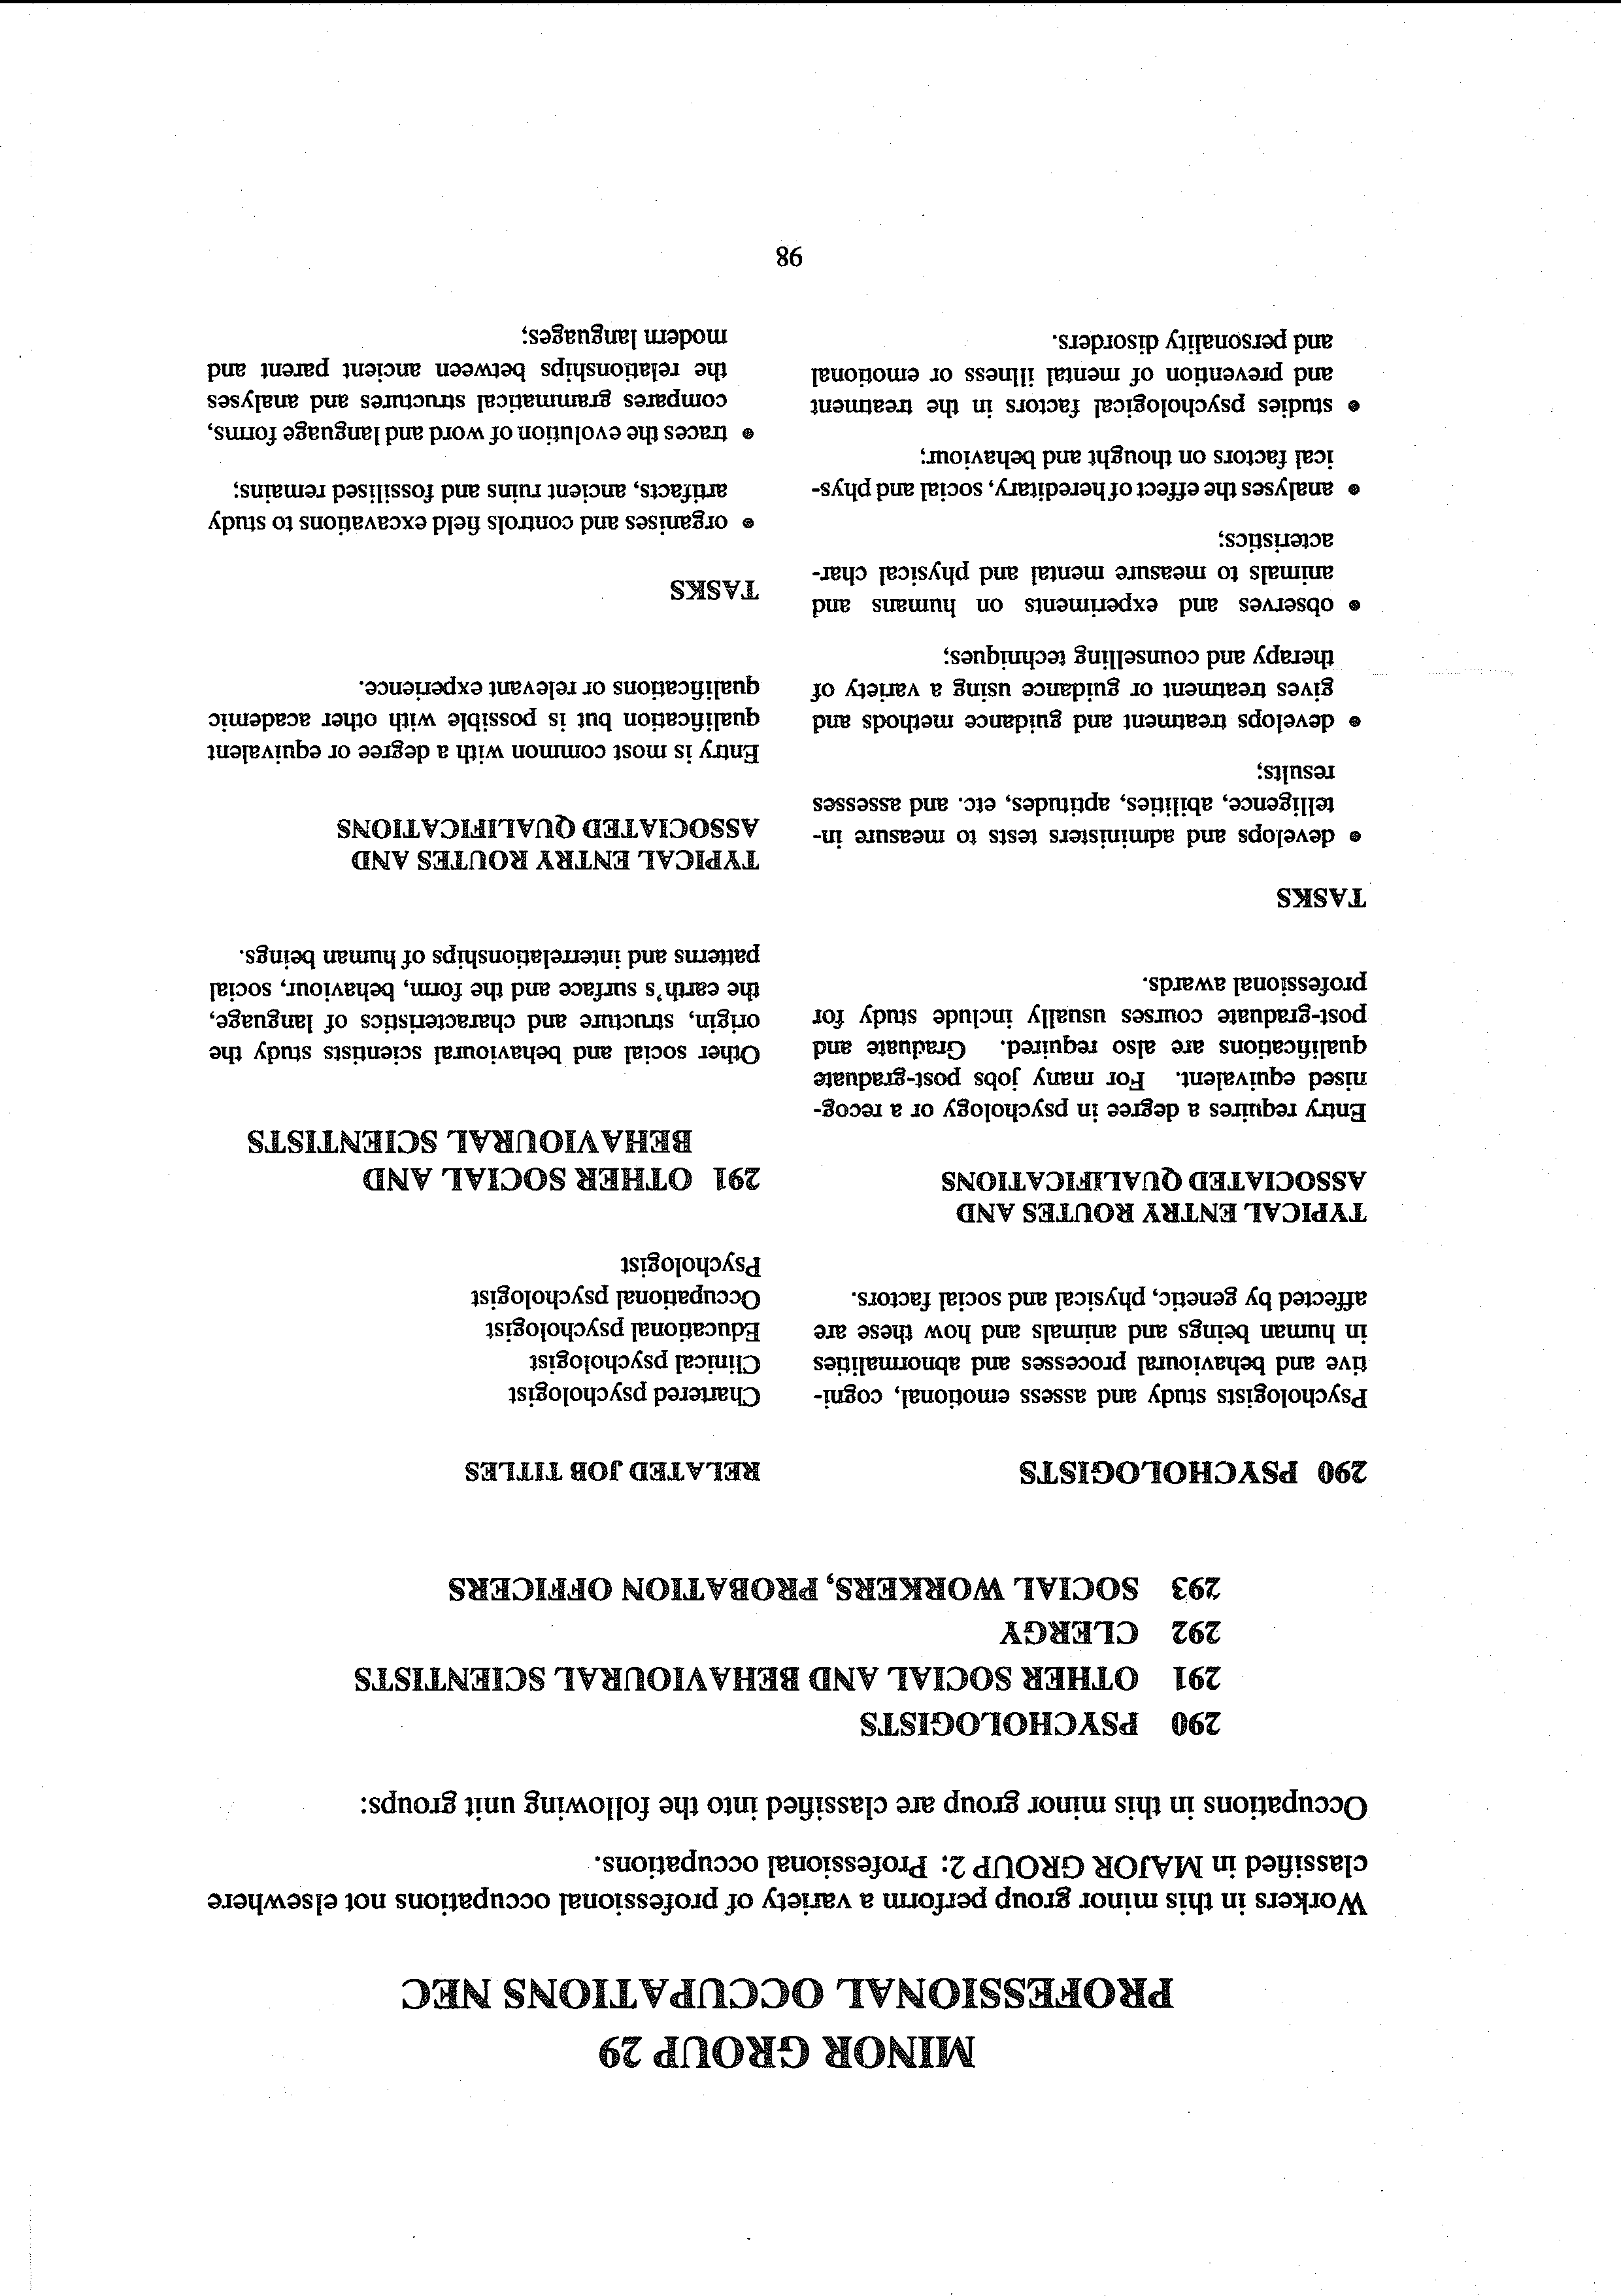 MINOR GROUP 29
PROFESSIONAL OCCUPATIONS NEC
Workers in this minor group perform a variety of professional occupations not elsewhere
classified in MAJOR GROUP 2: Professional occupations.
Occupations in this minor group are classified into the following unit groups:
290 PSYCHOLOGISTS
291 OTHER SOCIAL AND BEHAVIOURAL SCIENTISTS
292 CLERGY
293 SOCIAL WORKERS, PROBATION OFFICERS
290 PSYCHOLOGISTS
Psychologists study and assess emotional, cogni-
tive and behavioural processes and abnormalities
in human beings and animals and how these are
affected by genetic, physical and social factors.
TYPICAL ENTRY ROUTES AND
ASSOCIATED QUALIFICATIONS
Entry requires a degree in psychology or a recog-
nised equivalent. For many jobs post-graduate
qualifications are also required. Graduate and
post-graduate courses usually include study for
professional awards.
TASKS
• develops and administers tests to measure in-
telligence, abilities, aptitudes, etc. and assesses
results;
• develops treatment and guidance methods and
gives treatment or guidance using a variety of
therapy and counselling techniques;
• observes and experiments on humans and
animals to measure mental and physical char-
acteristics;
• analyses the effect of hereditary, social and phys-
ical factors on thought and behaviour;
• studies psychological factors in the treatment
and prevention of mental illness or emotional
and personality disorders.
RELATED JOB TITLES
Chartered psychologist
Clinical psychologist
Educational psychologist
Occupational psychologist
Psychologist
291 OTHER SOCIAL AND
BEHAVIOURAL SCIENTISTS
Other social and behavioural scientists study the
origin, structure and characteristics of language,
the earth's surface and the form, behaviour, social
patterns and interrelationships of human beings.
TYPICAL ENTRY ROUTES AND
ASSOCIATED QUALIFICATIONS
Entry is most common with a degree or equivalent
qualification but is possible with other academic
qualifications or relevant experience.
TASKS
• organises and controls field excavations to study
artifacts, ancient ruins and fossilised remains;
• traces the evolution of word and language forms,
compares grammatical structures and analyses
the relationships between ancient parent and
modern languages;
86